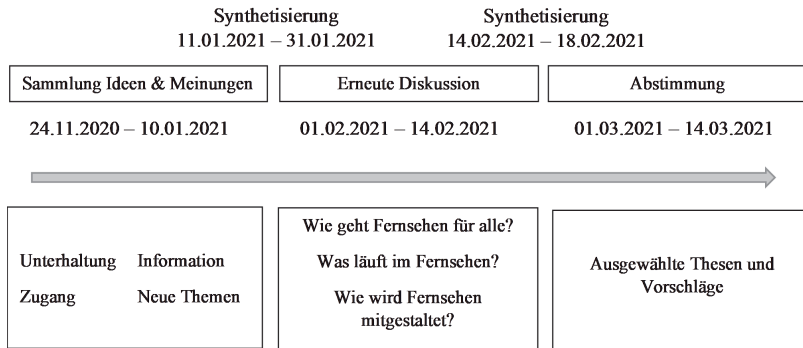 Synthetisierung
11.01.2021 – 31.01.2021
Synthetisierung
14.02.2021 – 18.02.2021
Sammlung Ideen & Meinungen
Erneute Diskussion
Abstimmung
24.11.2020 – 10.01.2021
01.02.2021 – 14.02.2021
01.03.2021 – 14.03.2021
Unterhaltung Information
Zugang Neue Themen
Wie geht Fernsehen für alle?
Was läuft im Fernsehen?
Wie wird Fernsehen
mitgestaltet?
Ausgewählte Thesen und
Vorschläge